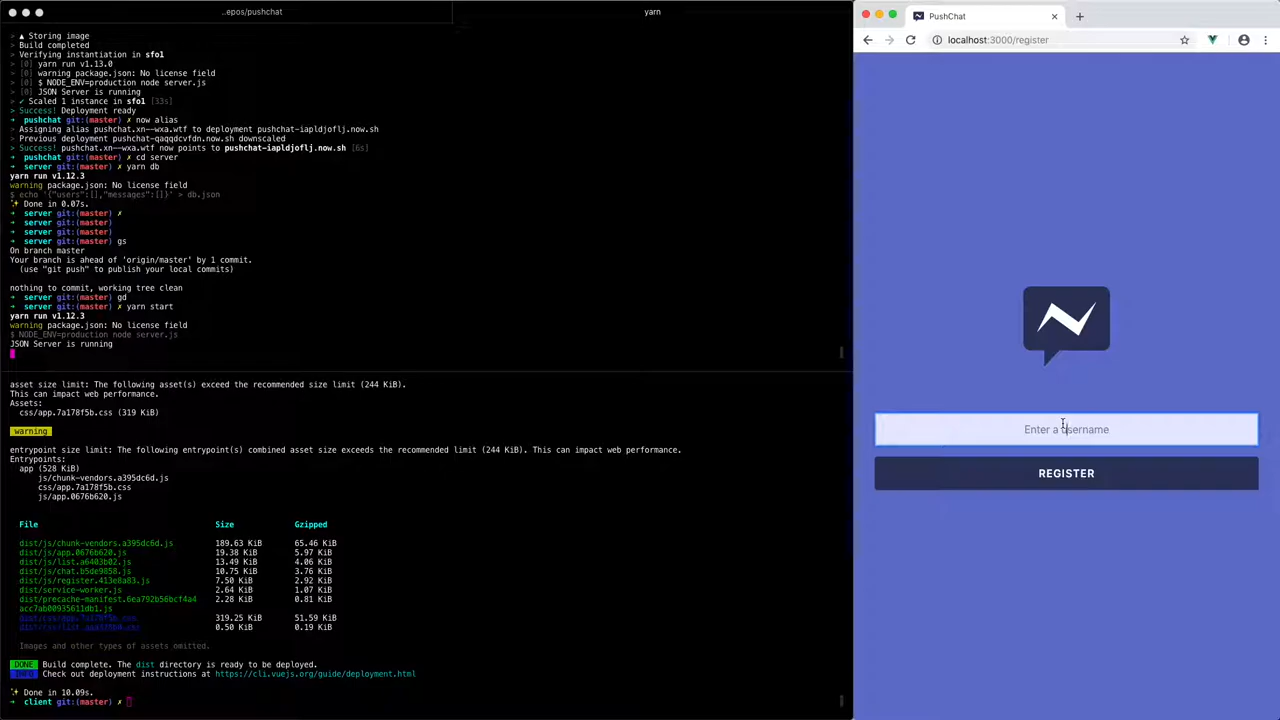 ..epos/pushchat
yarn
> ▲ Storing image
> Build completed
> Verifying instantiation in sfo1
> [0] yarn run v1.13.0
> [0] warning package.json: No license field
> [0] $ NODE_ENV=production node server.js
> [0] JSON Server is running
> ✓ Scaled 1 instance in sfo1 [33s]
> Success! Deployment ready
➜ pushchat git:(master) ✗ now alias
> Assigning alias pushchat.xn--wxa.wtf to deployment pushchat-iapldjoflj.now.sh
> Previous deployment pushchat-qaqqdcvfdn.now.sh downscaled
> Success! pushchat.xn--wxa.wtf now points to pushchat-iapldjoflj.now.sh [6s]
➜ pushchat git:(master) ✗ cd server
➜ server git:(master) ✗ yarn db
yarn run v1.12.3
warning package.json: No license field
$ echo '{"users":[],"messages":[]}' > db.json
✨ Done in 0.07s.
➜ server git:(master) ✗
➜ server git:(master)
➜ server git:(master)
➜ server git:(master) gs
On branch master
Your branch is ahead of 'origin/master' by 1 commit.
(use "git push" to publish your local commits)
nothing to commit, working tree clean
➜ server git:(master) gd
➜ server git:(master) ✗ yarn start
yarn run v1.12.3
warning package.json: No license field
$ NODE_ENV=production node server.js
JSON Server is running
asset size limit: The following asset(s) exceed the recommended size limit (244 KiB).
This can impact web performance.
Assets:
css/app.7a178f5b.css (319 KiB)
warning
entrypoint size limit: The following entrypoint(s) combined asset size exceeds the recommended limit (244 KiB). This can impact web performance.
Entrypoints:
app (528 KiB)
js/chunk-vendors.a395dc6d.js
css/app.7a178f5b.css
js/app.0676b620.js
File Size Gzipped
dist/js/chunk-vendors.a395dc6d.js 189.63 KiB 65.46 KiB
dist/js/app.0676b620.js 19.38 KiB 5.97 KiB
dist/js/list.a6403b02.js 13.49 KiB 4.06 KiB
dist/js/chat.b5de9858.js 10.75 KiB 3.76 KiB
dist/js/register.413e8a83.js 7.50 KiB 2.92 KiB
dist/service-worker.js 2.64 KiB 1.07 KiB
dist/precache-manifest.6ea792b56bcf4a4 2.28 KiB 0.81 KiB
acc7ab00935611db1.js
dist/css/app.7a178f5b.css 319.25 KiB 51.59 KiB
0.50 KiB 0.19 KiB
Images and other types of assets omitted.
DONE Build complete. The dist directory is ready to be deployed.
INFO Check out deployment instructions at https://cli.vuejs.org/guide/deployment.html
✨ Done in 10.09s.
➜ client git:(master) ✗
PushChat
localhost:3000/register
Enter a username
REGISTER